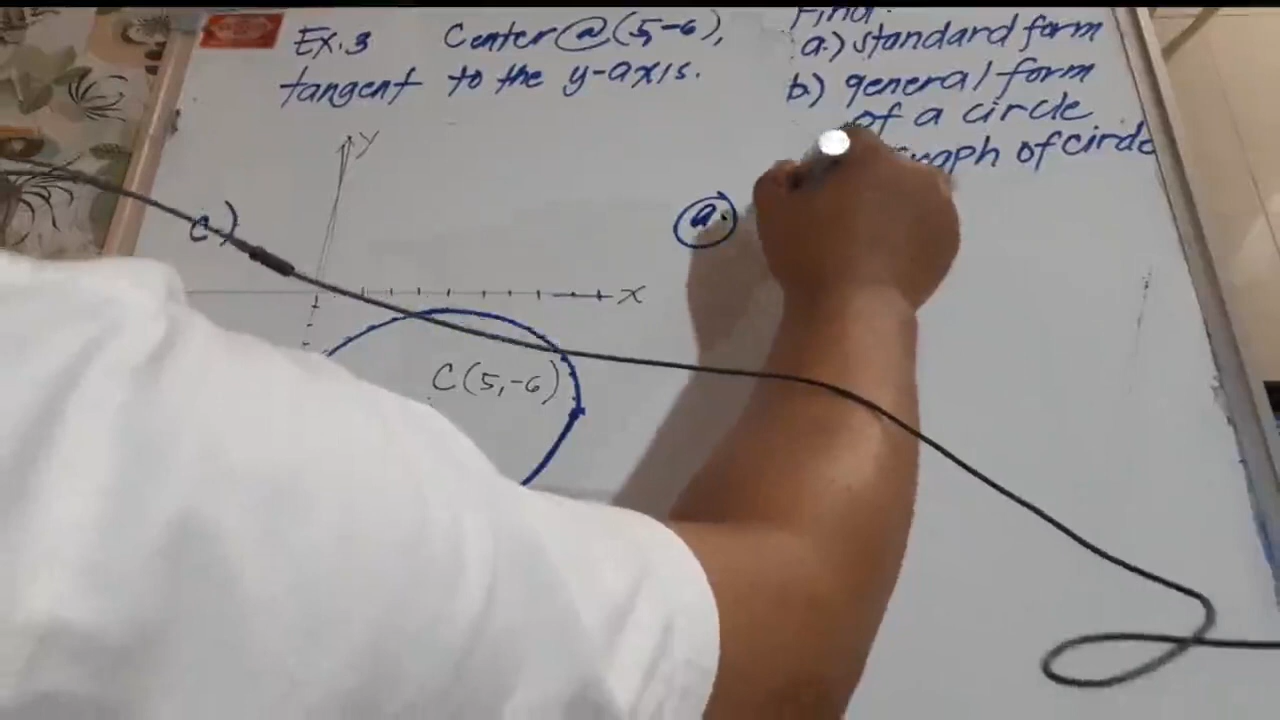 Ex.3 Center@(5,-6),
tangent to the y-axis.
Find:
a.) standard form
b.) general form
of a circle
graph of circle
y
c)
x
C(5,-6)
a.